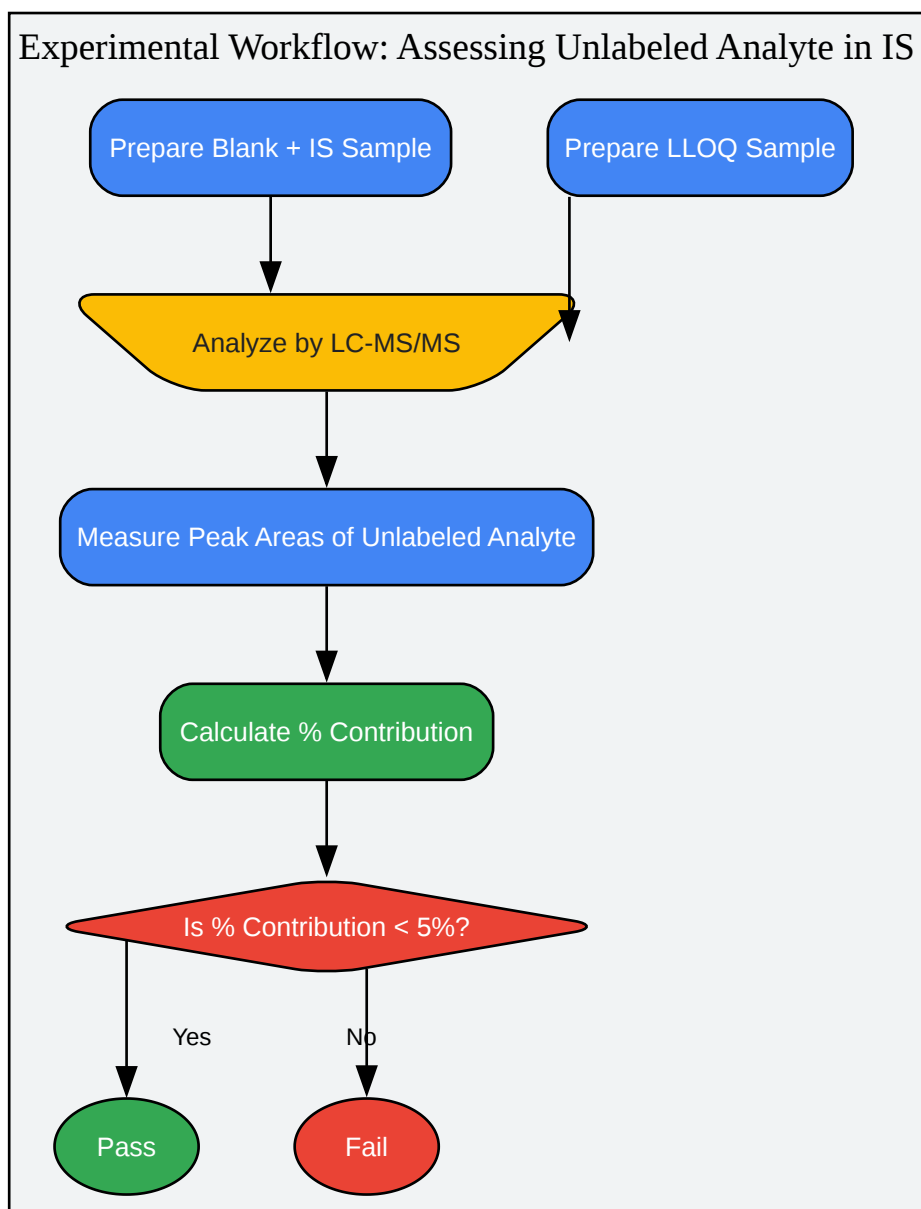 Experimental Workflow: Assessing Unlabeled Analyte in IS
Prepare Blank + IS Sample
Prepare LLOQ Sample
Analyze by LC-MS/MS
Measure Peak Areas of Unlabeled Analyte
Calculate % Contribution
Is % Contribution < 5%?
Yes
No
Pass
Fail